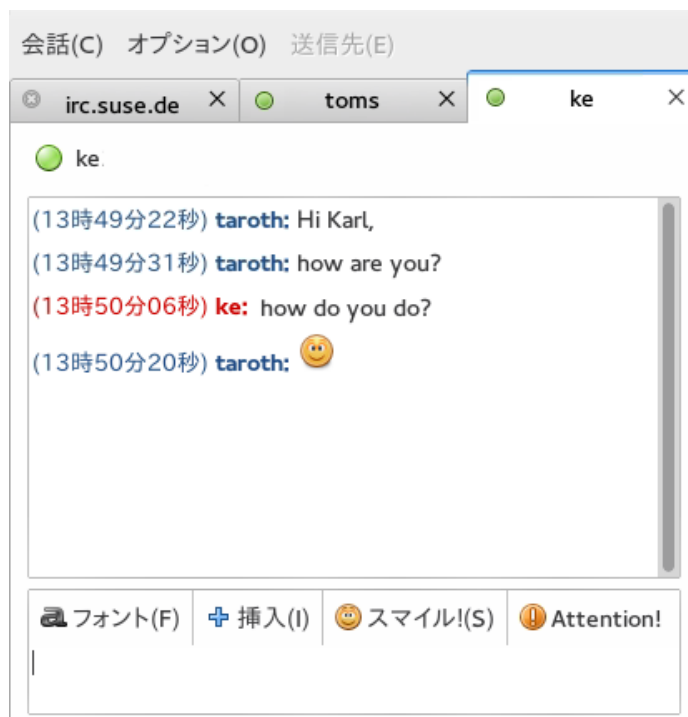 会話(C) オプション(O) 送信先(E)
irc.suse.de toms ke
ke
(13時49分22秒) taroth: Hi Karl,
(13時49分31秒) taroth: how are you?
(13時50分06秒) ke: how do you do?
(13時50分20秒) taroth:
フォント(F) 挿入(I) スマイル!(S) Attention!